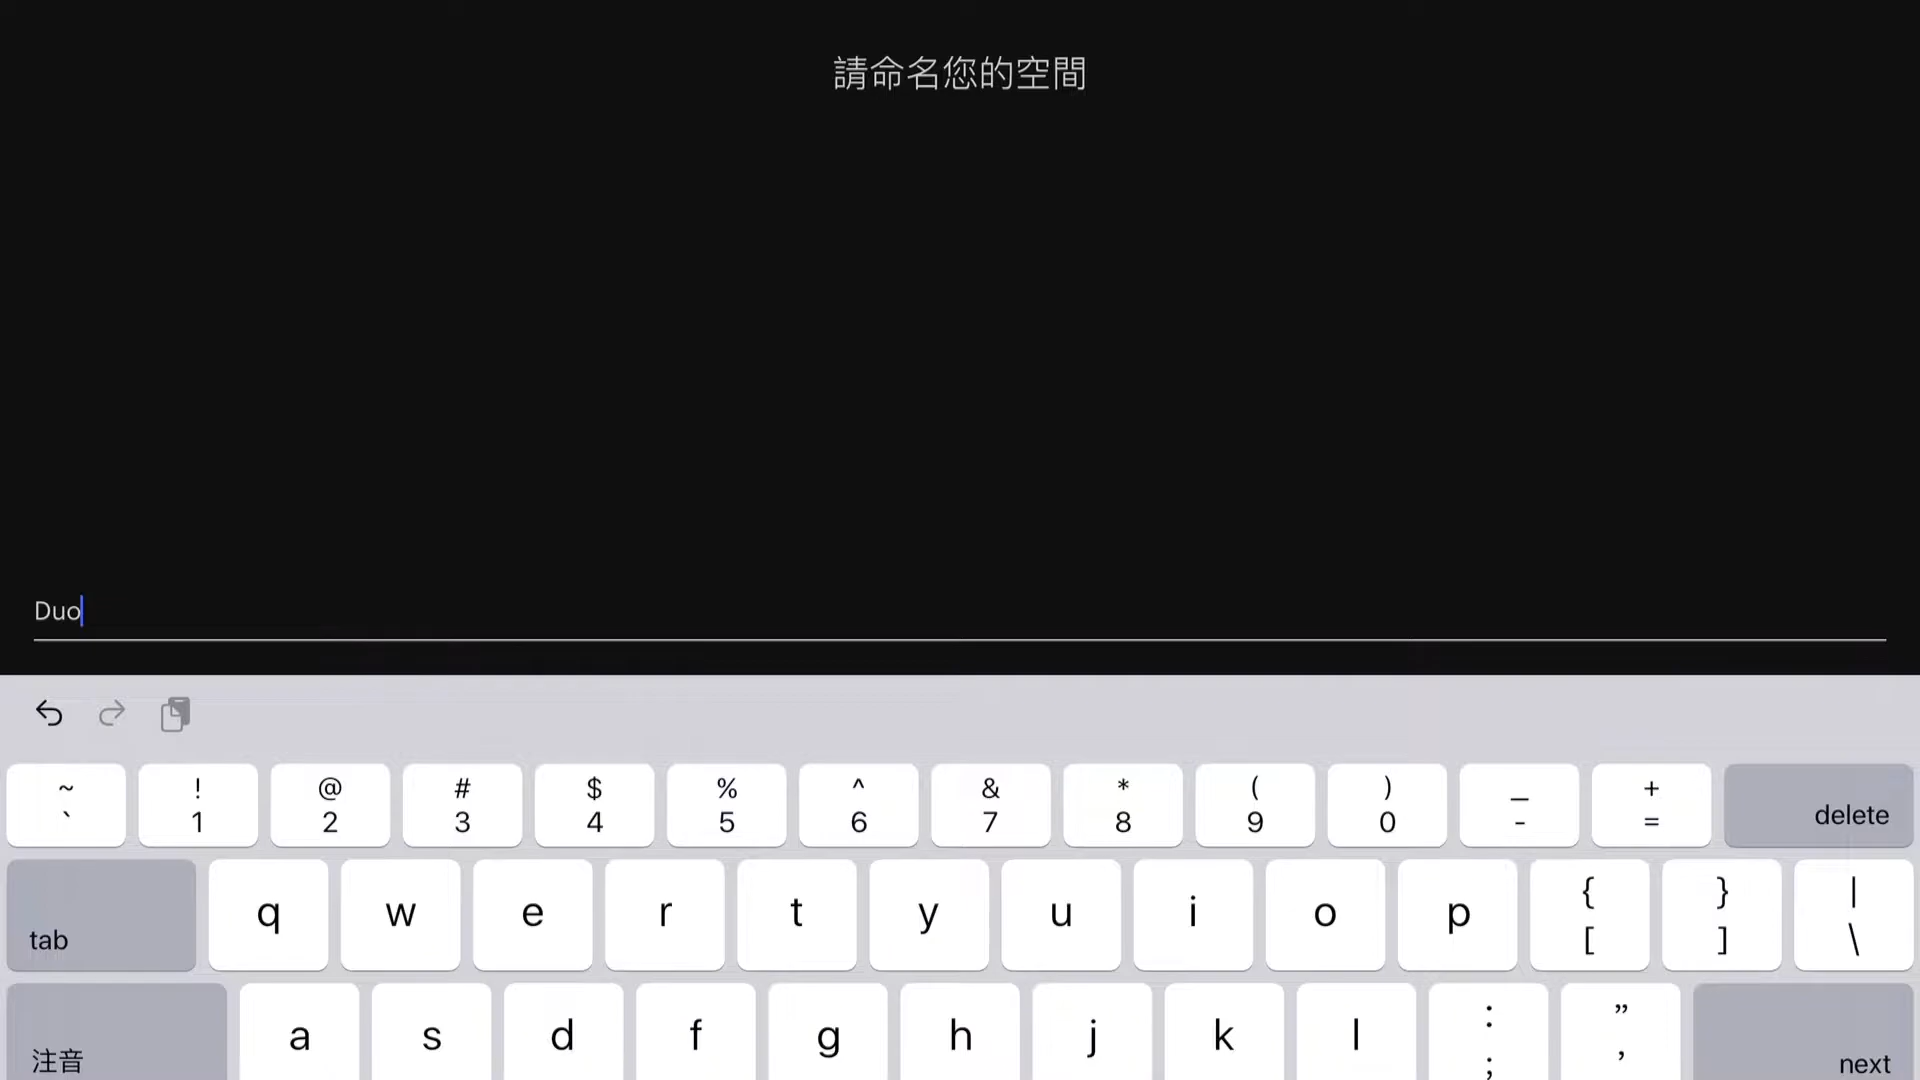 請命名您的空間
Duo
~ ! @ # $ % ^ & * ( ) _ +
` 1 2 3 4 5 6 7 8 9 0 - = delete
{ } |
tab q w e r t y u i o p [ ] \
: ”
注音 a s d f g h j k l ; ’ next